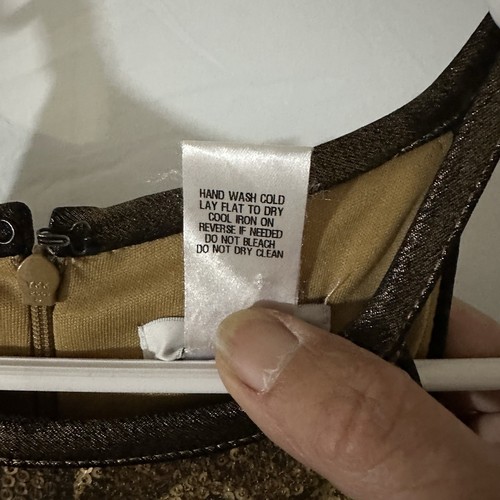 HAND WASH COLD
LAY FLAT TO DRY
COOL IRON ON
REVERSE IF NEEDED
DO NOT BLEACH
DO NOT DRY CLEAN